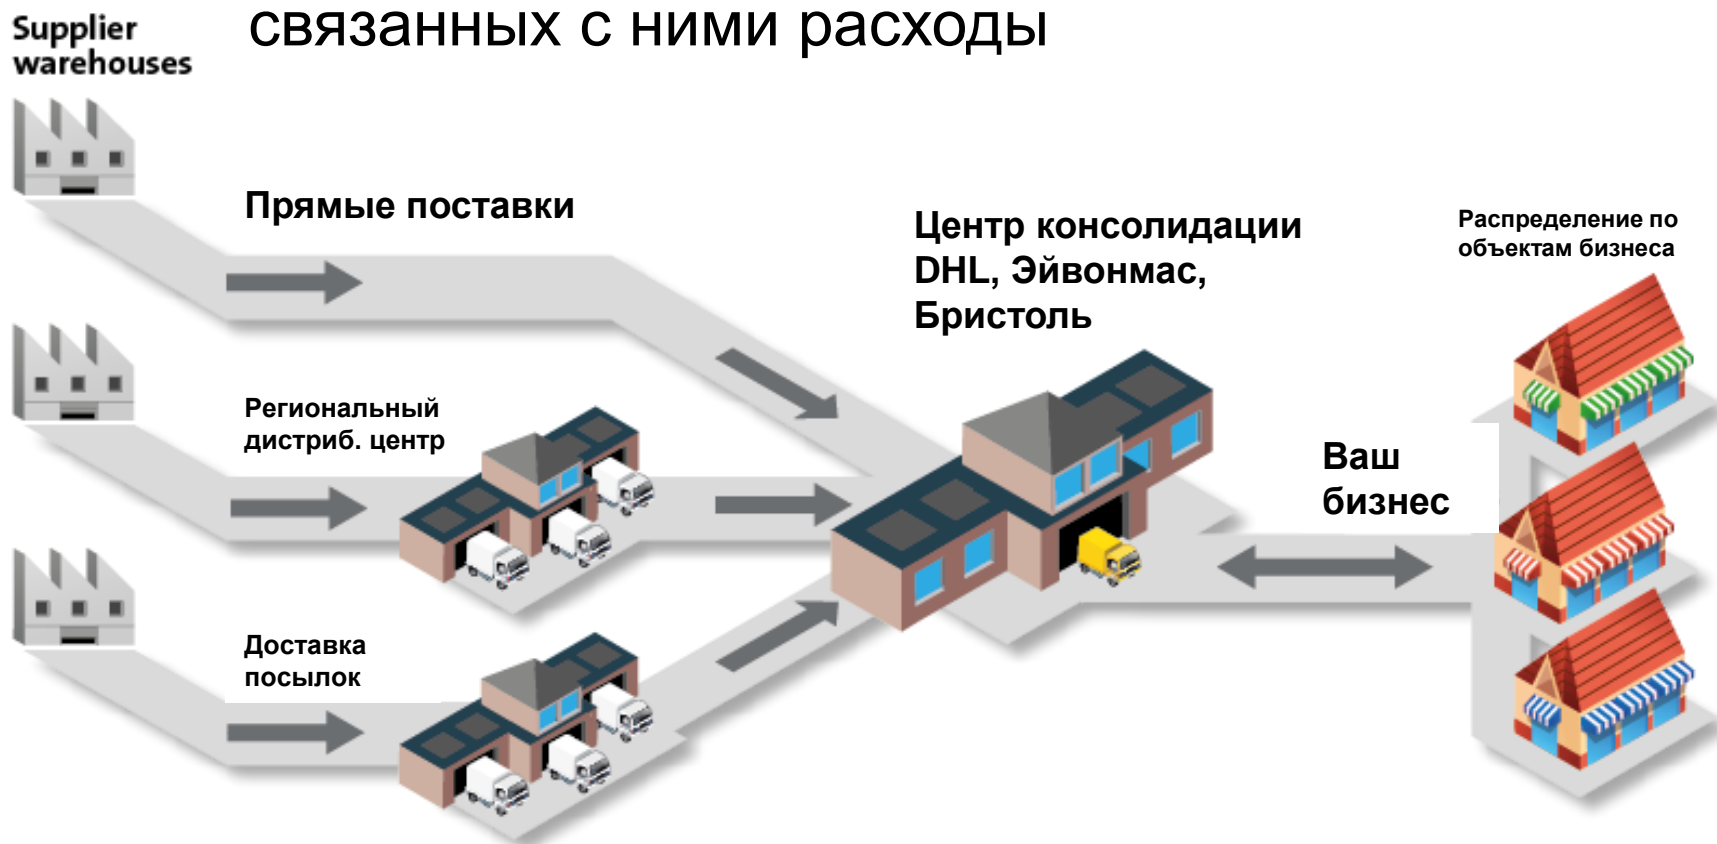 связанных с ними расходы
Supplier
warehouses
Прямые поставки
Центр консолидации
DHL, Эйвонмас,
Бристоль
Распределение по
объектам бизнеса
Региональный
дистриб. центр
Ваш
бизнес
Доставка
посылок